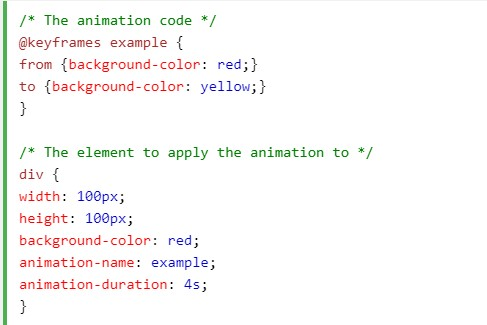 /* The animation code */
@keyframes example {
from {background-color: red;}
to {background-color: yellow;}
}
/* The element to apply the animation to */
div {
width: 100px;
height: 100px;
background-color: red;
animation-name: example;
animation-duration: 4s;
}